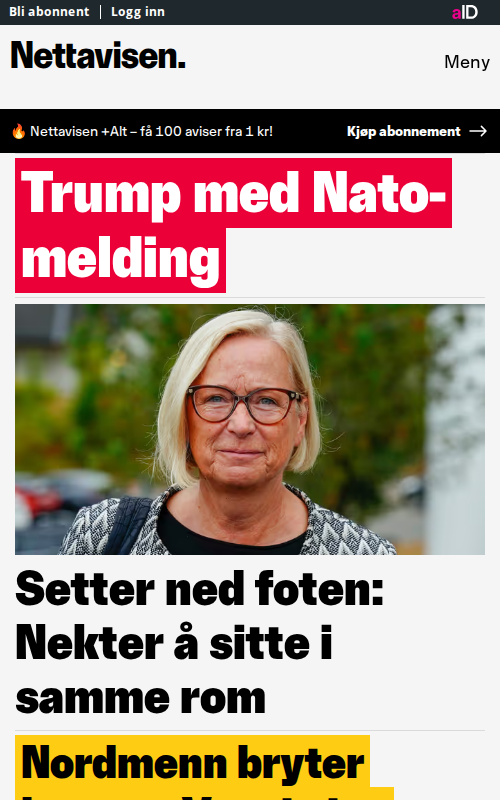 Bli abonnent | Logg inn
aID
Nettavisen.
Meny
🔥 Nettavisen +Alt – få 100 aviser fra 1 kr!
Kjøp abonnement →
Trump med Nato-
melding
Setter ned foten:
Nekter å sitte i
samme rom
Nordmenn bryter